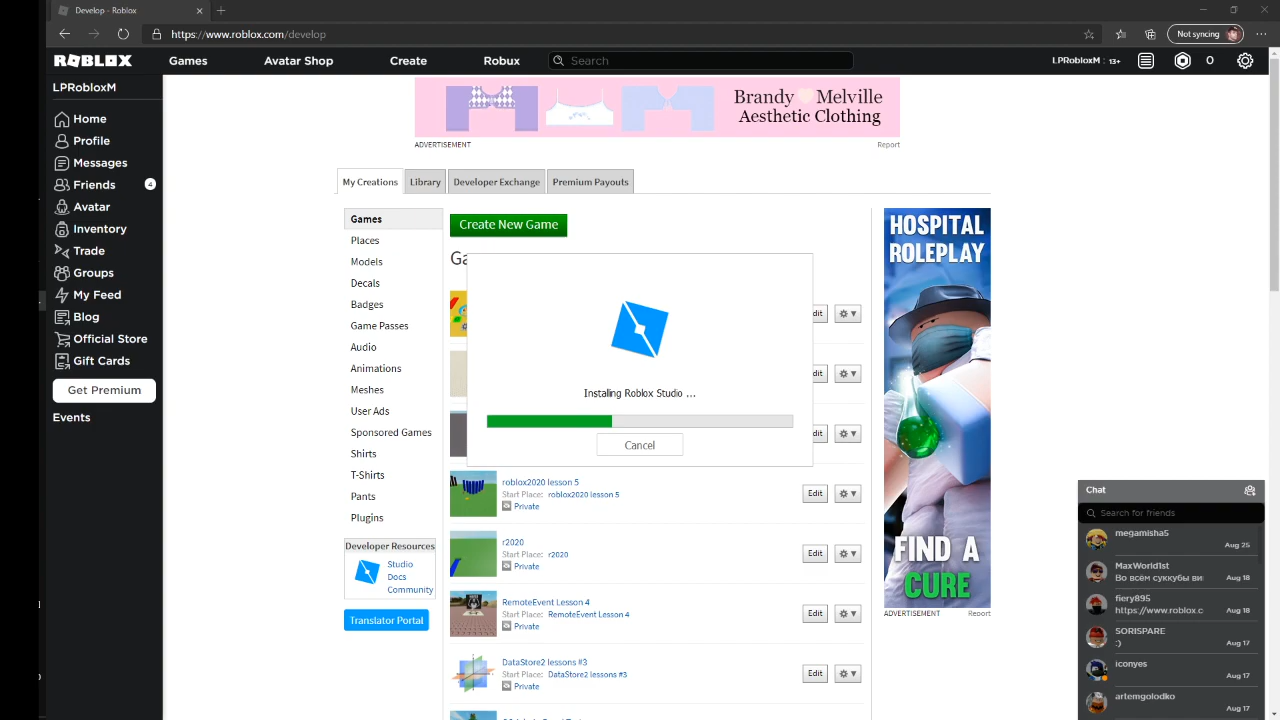 Develop - Roblox
https://www.roblox.com/develop
Not syncing
ROBLOX
Games
Avatar Shop
Create
Robux
Search
LPRobloxM : 13+
0
LPRobloxM
Home
Profile
Messages
Friends
4
Avatar
Inventory
Trade
Groups
My Feed
Blog
Official Store
Gift Cards
Get Premium
Events
Brandy Melville
Aesthetic Clothing
ADVERTISEMENT
Report
My Creations
Library
Developer Exchange
Premium Payouts
Games
Places
Models
Decals
Badges
Game Passes
Audio
Animations
Meshes
User Ads
Sponsored Games
Shirts
T-Shirts
Pants
Plugins
Developer Resources
Studio
Docs
Community
Translator Portal
Create New Game
Installing Roblox Studio ...
Cancel
roblox2020 lesson 5
Start Place: roblox2020 lesson 5
Private
Edit
r2020
Start Place: r2020
Private
Edit
RemoteEvent Lesson 4
Start Place: RemoteEvent Lesson 4
Private
Edit
DataStore2 lessons #3
Start Place: DataStore2 lessons #3
Private
Edit
HOSPITAL
ROLEPLAY
FIND A
CURE
ADVERTISEMENT
Report
Chat
Search for friends
megamisha5
Aug 25
MaxWorld1st
Во всём суккубы ви
Aug 18
fiery895
https://www.roblox.c
Aug 18
SORISPARE
:)
Aug 17
iconyes
Aug 17
artemgolodko
Aug 17